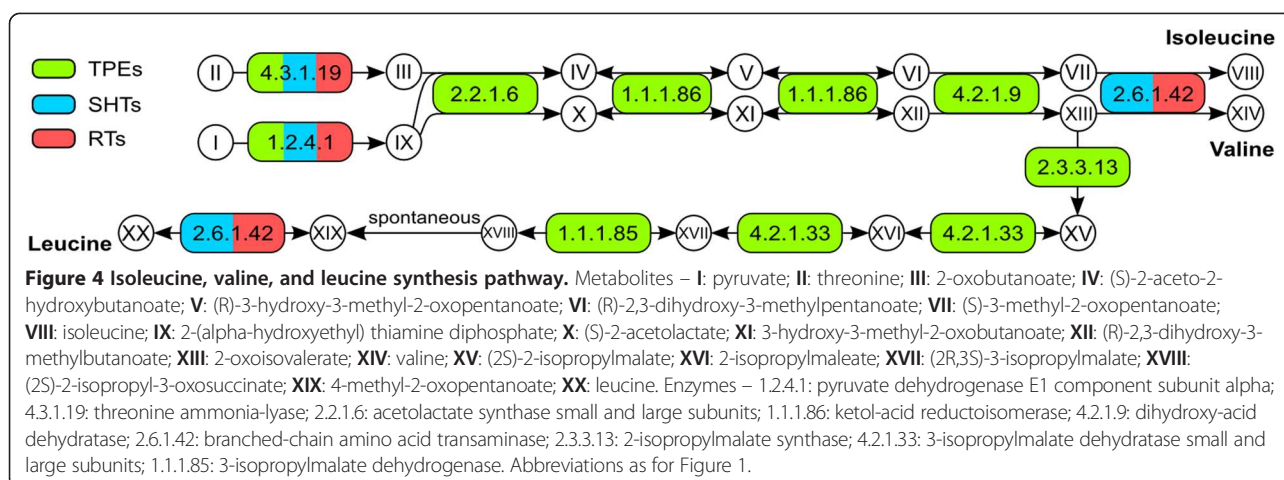 TPEs
SHTs
RTs
II 4.3.1.19 III IV V VI VII VIII
Isoleucine
2.2.1.6 1.1.1.86 1.1.1.86 4.2.1.9 2.6.1.42
I 1.2.4.1 IX X XI XII XIII XIV
Valine
2.3.3.13
Leucine XX 2.6.1.42 XIX spontaneous XVIII 1.1.1.85 XVII 4.2.1.33 XVI 4.2.1.33 XV
Figure 4 Isoleucine, valine, and leucine synthesis pathway. Metabolites – I: pyruvate; II: threonine; III: 2-oxobutanoate; IV: (S)-2-aceto-2-
hydroxybutanoate; V: (R)-3-hydroxy-3-methyl-2-oxopentanoate; VI: (R)-2,3-dihydroxy-3-methylpentanoate; VII: (S)-3-methyl-2-oxopentanoate;
VIII: isoleucine; IX: 2-(alpha-hydroxyethyl) thiamine diphosphate; X: (S)-2-acetolactate; XI: 3-hydroxy-3-methyl-2-oxobutanoate; XII: (R)-2,3-dihydroxy-3-
methylbutanoate; XIII: 2-oxoisovalerate; XIV: valine; XV: (2S)-2-isopropylmalate; XVI: 2-isopropylmaleate; XVII: (2R,3S)-3-isopropylmalate; XVIII:
(2S)-2-isopropyl-3-oxosuccinate; XIX: 4-methyl-2-oxopentanoate; XX: leucine. Enzymes – 1.2.4.1: pyruvate dehydrogenase E1 component subunit alpha;
4.3.1.19: threonine ammonia-lyase; 2.2.1.6: acetolactate synthase small and large subunits; 1.1.1.86: ketol-acid reductoisomerase; 4.2.1.9: dihydroxy-acid
dehydratase; 2.6.1.42: branched-chain amino acid transaminase; 2.3.3.13: 2-isopropylmalate synthase; 4.2.1.33: 3-isopropylmalate dehydratase small and
large subunits; 1.1.1.85: 3-isopropylmalate dehydrogenase. Abbreviations as for Figure 1.